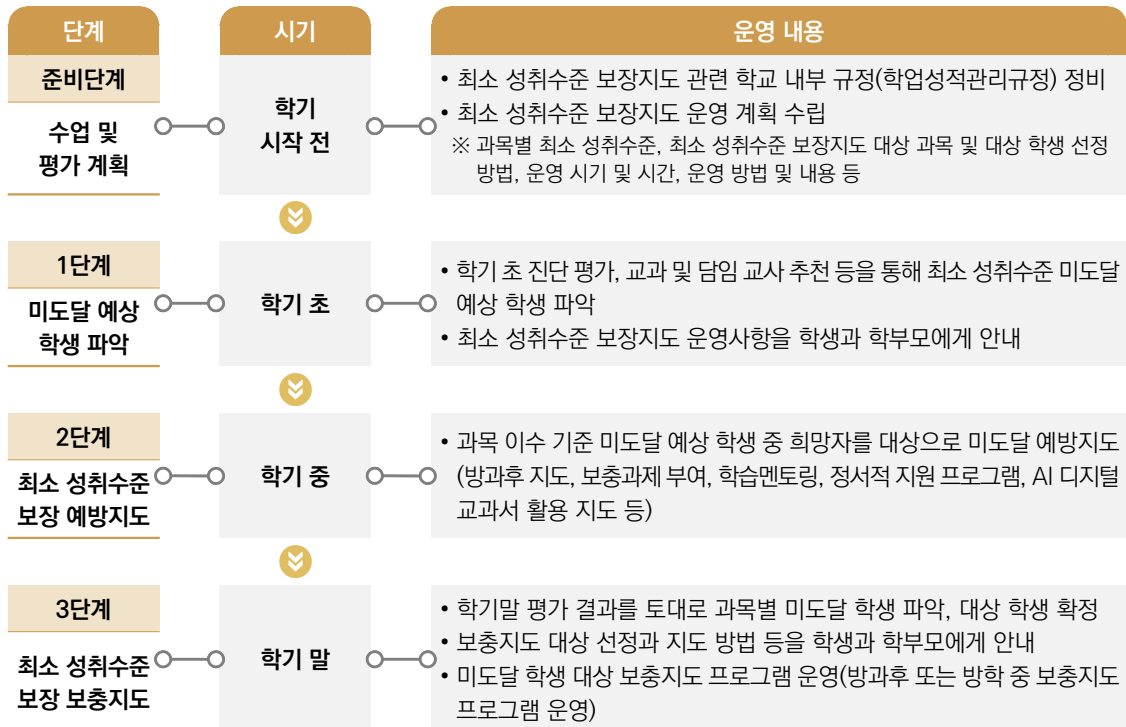 단계
시기
운영 내용
준비단계
수업 및
평가 계획
학기
시작 전
• 최소 성취수준 보장지도 관련 학교 내부 규정(학업성적관리규정) 정비
• 최소 성취수준 보장지도 운영 계획 수립
※ 과목별 최소 성취수준, 최소 성취수준 보장지도 대상 과목 및 대상 학생 선정
방법, 운영 시기 및 시간, 운영 방법 및 내용 등
1단계
미도달 예상
학생 파악
학기 초
• 학기 초 진단 평가, 교과 및 담임 교사 추천 등을 통해 최소 성취수준 미도달
예상 학생 파악
• 최소 성취수준 보장지도 운영사항을 학생과 학부모에게 안내
2단계
최소 성취수준
보장 예방지도
학기 중
• 과목 이수 기준 미도달 예상 학생 중 희망자를 대상으로 미도달 예방지도
(방과후 지도, 보충과제 부여, 학습멘토링, 정서적 지원 프로그램, AI 디지털
교과서 활용 지도 등)
3단계
최소 성취수준
보장 보충지도
학기 말
• 학기말 평가 결과를 토대로 과목별 미도달 학생 파악, 대상 학생 확정
• 보충지도 대상 선정과 지도 방법 등을 학생과 학부모에게 안내
• 미도달 학생 대상 보충지도 프로그램 운영(방과후 또는 방학 중 보충지도
프로그램 운영)